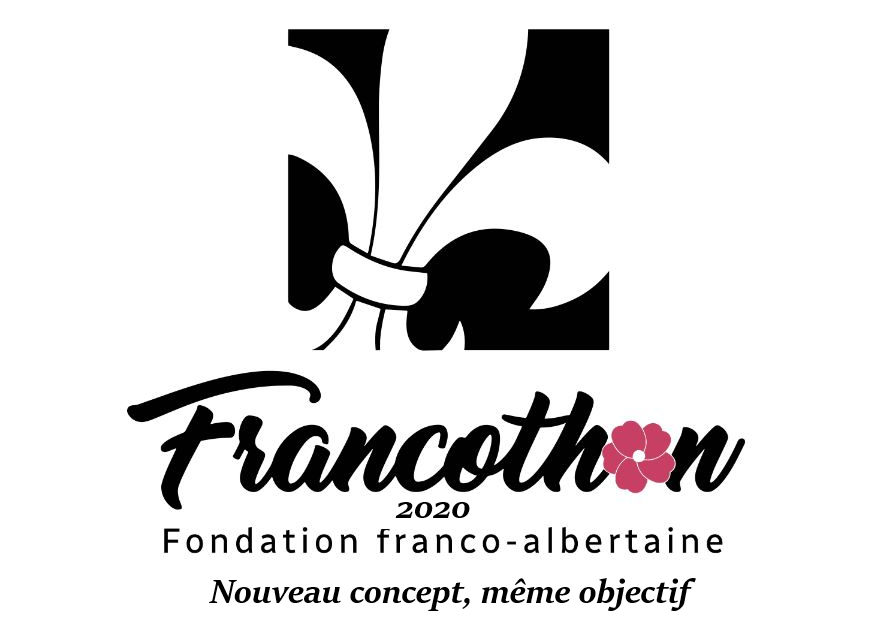 Francothon
2020
Fondation franco-albertaine
Nouveau concept, même objectif